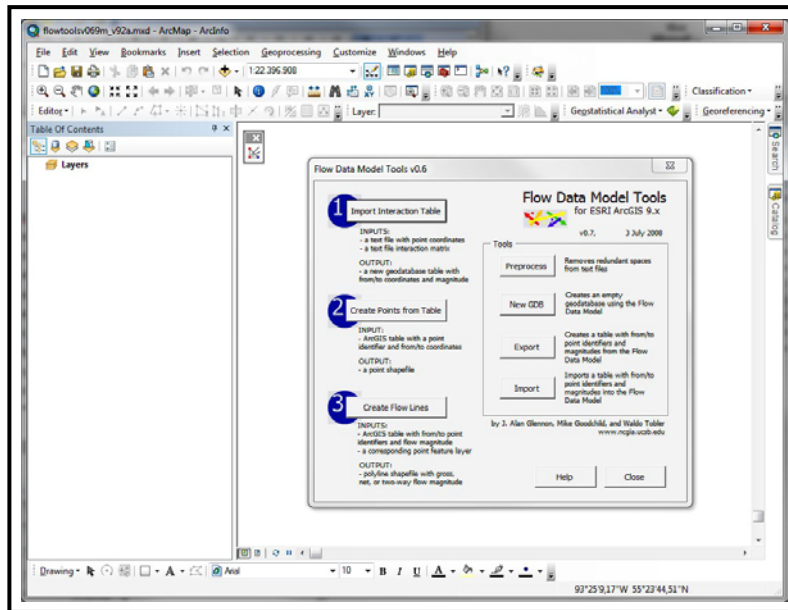 flowtoolsv069m_v92a.mxd - ArcMap - ArcInfo
File Edit View Bookmarks Insert Selection Geoprocessing Customize Windows Help
1:22.396.908
Classification
Editor Layer: Geostatistical Analyst Georeferencing
Table Of Contents
Layers
Search
Catalog
Flow Data Model Tools v0.6
1 Import Interaction Table
INPUTS:
- a text file with point coordinates
- a text file interaction matrix
OUTPUT:
- a new geodatabase table with
from/to coordinates and magnitude
2 Create Points from Table
INPUT:
- ArcGIS table with a point
identifier and from/to coordinates
OUTPUT:
- a point shapefile
3 Create Flow Lines
INPUTS:
- ArcGIS table with from/to point
identifiers and flow magnitude
- a corresponding point feature layer
OUTPUT:
- polyline shapefile with gross,
net, or two-way flow magnitude
Flow Data Model Tools
for ESRI ArcGIS 9.x
v0.7, 3 July 2008
Tools
Preprocess
Removes redundant spaces
from text files
New GDB
Creates an empty
geodatabase using the Flow
Data Model
Export
Creates a table with from/to
point identifiers and
magnitudes from the Flow
Data Model
Import
Imports a table with from/to
point identifiers and
magnitudes into the Flow
Data Model
by J. Alan Glennon, Mike Goodchild, and Waldo Tobler
www.ncgia.ucsb.edu
Help Close
Drawing A Arial 10 B I U A
93°25'9,17"W 55°23'44,51"N